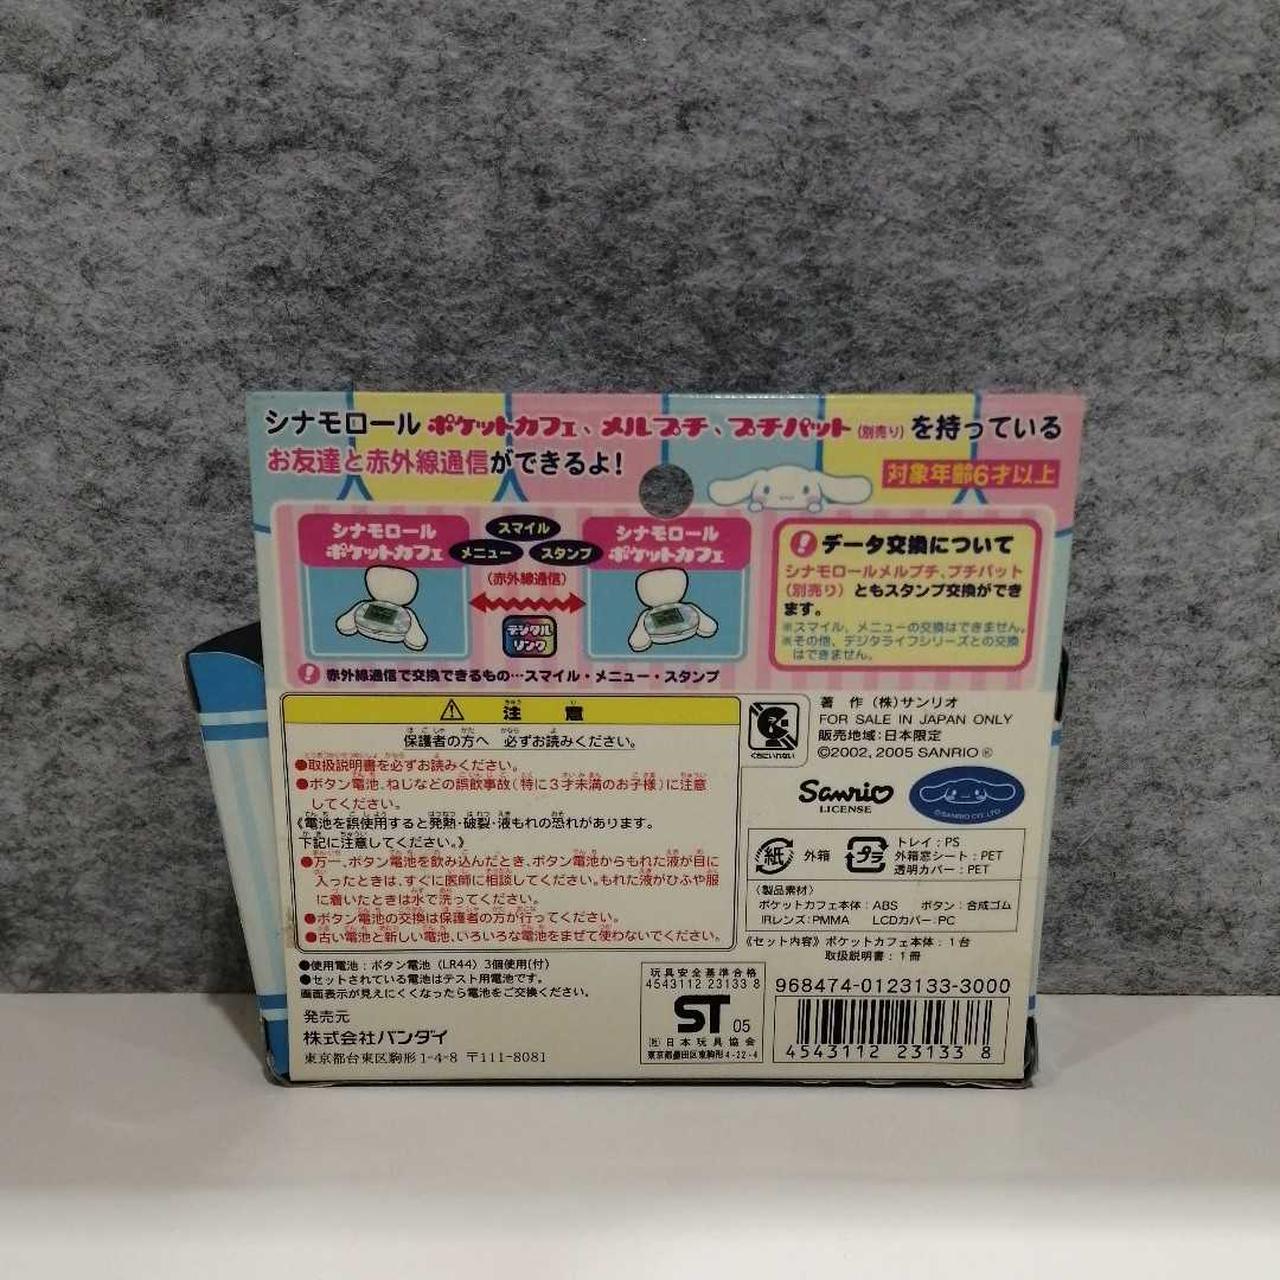 シナモロール ポケットカフェ、メルプチ、プチパット(別売り)を持っている
お友達と赤外線通信ができるよ!
対象年齢6才以上
シナモロール
ポケットカフェ
スマイル
メニュー
スタンプ
(赤外線通信)
デジタル
リンク
シナモロール
ポケットカフェ
!赤外線通信で交換できるもの…スマイル・メニュー・スタンプ
!データ交換について
シナモロールメルプチ、プチパット
(別売り)ともスタンプ交換ができ
ます。
※スマイル、メニューの交換はできません。
※その他、デジタライフシリーズとの交換
はできません。
注意
保護者の方へ 必ずお読みください。
●取扱説明書を必ずお読みください。
●ボタン電池、ねじなどの誤飲事故(特に3才未満のお子様)に注意
してください。
《電池を誤使用すると発熱・破裂・液もれの恐れがあります。
下記に注意してください。》
●万一、ボタン電池を飲み込んだとき、ボタン電池からもれた液が目に
入ったときは、すぐに医師に相談してください。もれた液がひふや服
に着いたときは水で洗ってください。
●ボタン電池の交換は保護者の方が行ってください。
●古い電池と新しい電池、いろいろな電池をまぜて使わないでください。
●使用電池:ボタン電池(LR44)3個使用(付)
●セットされている電池はテスト用電池です。
画面表示が見えにくくなったら電池をご交換ください。
発売元
株式会社バンダイ
東京都台東区駒形1-4-8 〒111-8081
くちにいれない
著 作 (株)サンリオ
FOR SALE IN JAPAN ONLY
販売地域:日本限定
©2002, 2005 SANRIO®
Sanrio
LICENSE
©SANRIO CO., LTD.
紙 外箱
プラ
トレイ:PS
外箱窓シート:PET
透明カバー:PET
〈製品素材〉
ポケットカフェ本体:ABS ボタン:合成ゴム
IRレンズ:PMMA LCDカバー:PC
《セット内容》ポケットカフェ本体:1台
取扱説明書:1冊
玩具安全基準合格
4543112 23133 8
ST 05
(社)日本玩具協会
東京都墨田区東駒形4-22-4
968474-0123133-3000
4543112 23133 8